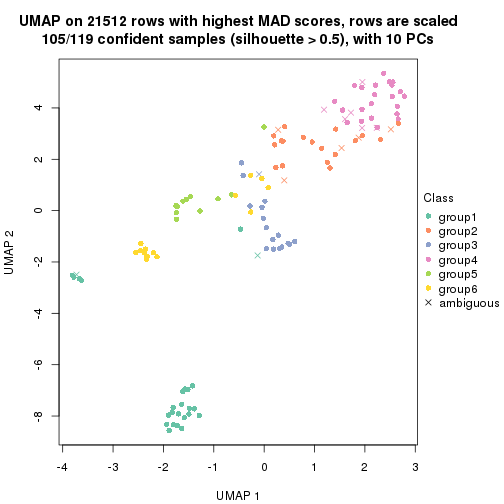 UMAP on 21512 rows with highest MAD scores, rows are scaled
105/119 confident samples (silhouette > 0.5), with 10 PCs
4
2
0
-2
-4
-6
-8
UMAP 2
-4
-3
-2
-1
0
1
2
3
UMAP 1
Class
group1
group2
group3
group4
group5
group6
ambiguous